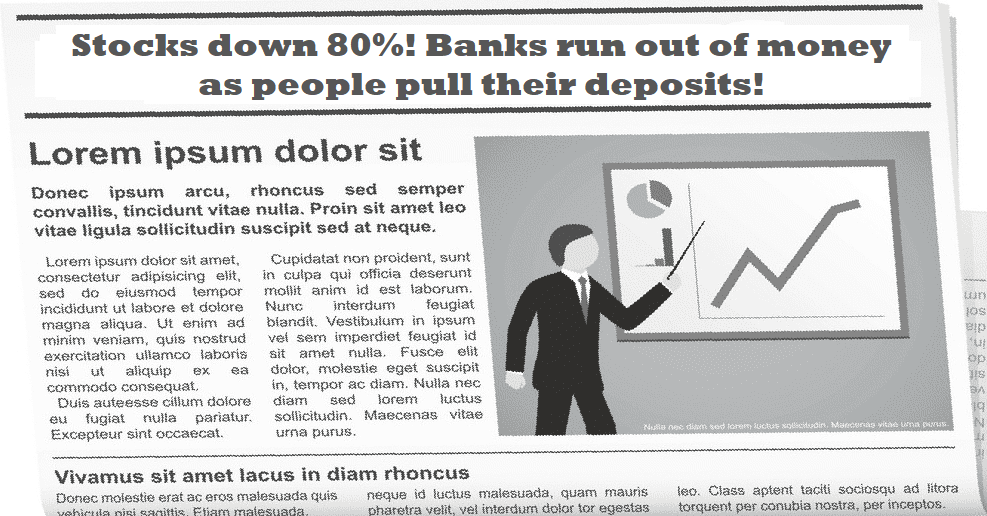 Stocks down 80%! Banks run out of money
as people pull their deposits!
Lorem ipsum dolor sit
Donec ipsum arcu, rhoncus sed semper
convallis, tincidunt vitae nulla. Proin sit amet leo
vitae ligula sollicitudin suscipit sed at neque.
Lorem ipsum dolor sit amet,
consectetur adipisicing elit,
sed do eiusmod tempor
incididunt ut labore et dolore
magna aliqua. Ut enim ad
minim veniam, quis nostrud
exercitation ullamco laboris
nisi ut aliquip ex ea
commodo consequat.
Duis auteesse cillum dolore
eu fugiat nulla pariatur.
Excepteur sint occaecat.
Cupidatat non proident, sunt
in culpa qui officia deserunt
mollit anim id est laborum.
Nunc interdum feugiat
blandit. Vestibulum in ipsum
vel sem imperdiet feugiat id
sit amet nulla. Fusce elit
dolor, molestie eget suscipit
in, tempor ac diam. Nulla nec
diam sed lorem luctus
sollicitudin. Maecenas vitae
urna purus.
Nulla nec diam sed lorem luctus sollicitudin. Maecenas vitae urna purus
Vivamus sit amet lacus in diam rhoncus
Donec molestie erat ac eros malesuada quis
vehicula nisi sagittis. Etiam malesuada.
neque id luctus malesuada, quam mauris
pharetra velit, vel interdum dolor tor egestas
leo. Class aptent taciti sociosqu ad litora
torquent per conubia nostra, per inceptos.